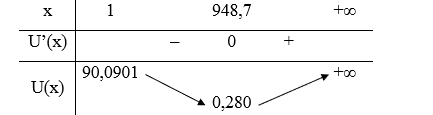 x 1 948,7 +∞
U'(x) – 0 +
90,0901 +∞
U(x)
0,280